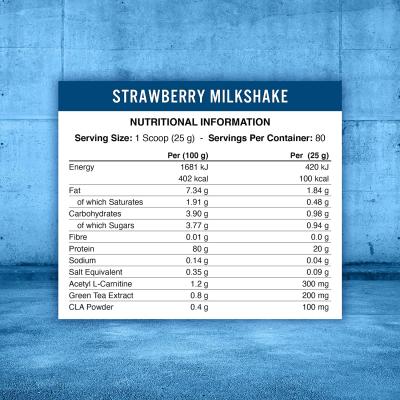 STRAWBERRY MILKSHAKE
NUTRITIONAL INFORMATION
Serving Size: 1 Scoop (25 g) - Servings Per Container: 80
Per (100 g) Per (25 g)
Energy 1681 kJ 420 kJ
402 kcal 100 kcal
Fat 7.34 g 1.84 g
of which Saturates 1.91 g 0.48 g
Carbohydrates 3.90 g 0.98 g
of which Sugars 3.77 g 0.94 g
Fibre 0.01 g 0.0 g
Protein 80 g 20 g
Sodium 0.14 g 0.04 g
Salt Equivalent 0.35 g 0.09 g
Acetyl L-Carnitine 1.2 g 300 mg
Green Tea Extract 0.8 g 200 mg
CLA Powder 0.4 g 100 mg